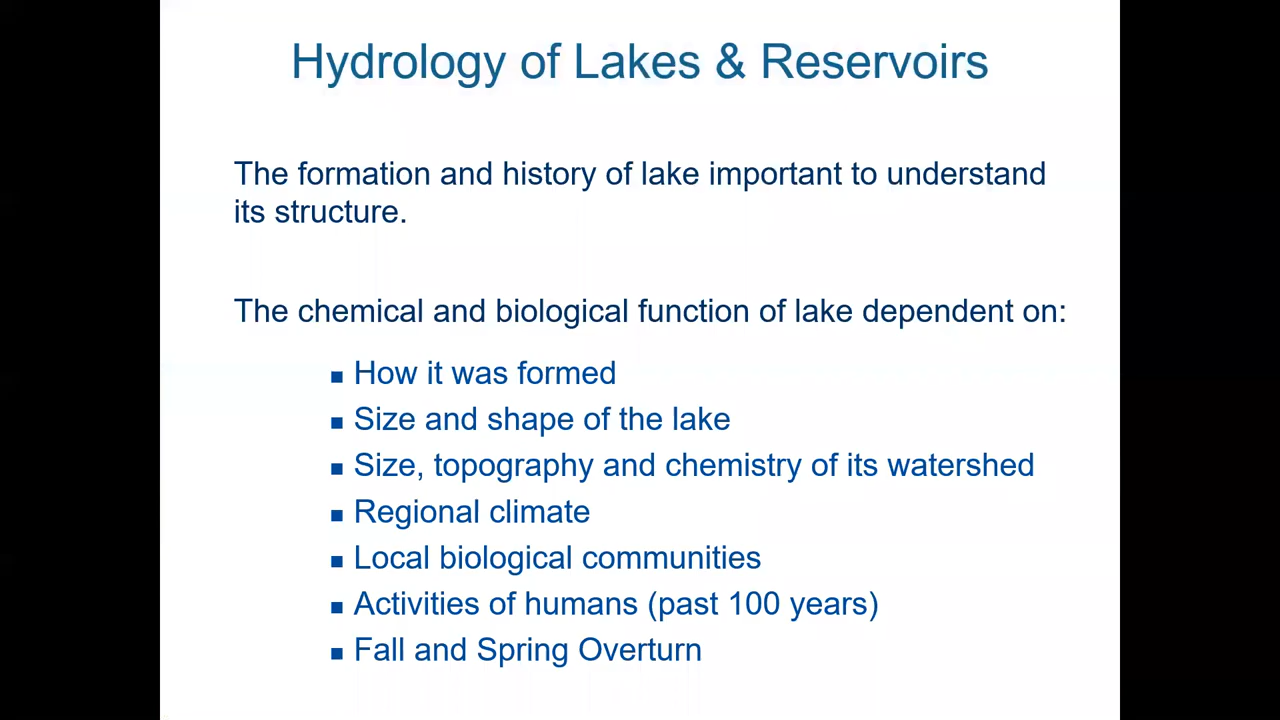 Hydrology of Lakes & Reservoirs
The formation and history of lake important to understand
its structure.
The chemical and biological function of lake dependent on:
▪ How it was formed
▪ Size and shape of the lake
▪ Size, topography and chemistry of its watershed
▪ Regional climate
▪ Local biological communities
▪ Activities of humans (past 100 years)
▪ Fall and Spring Overturn